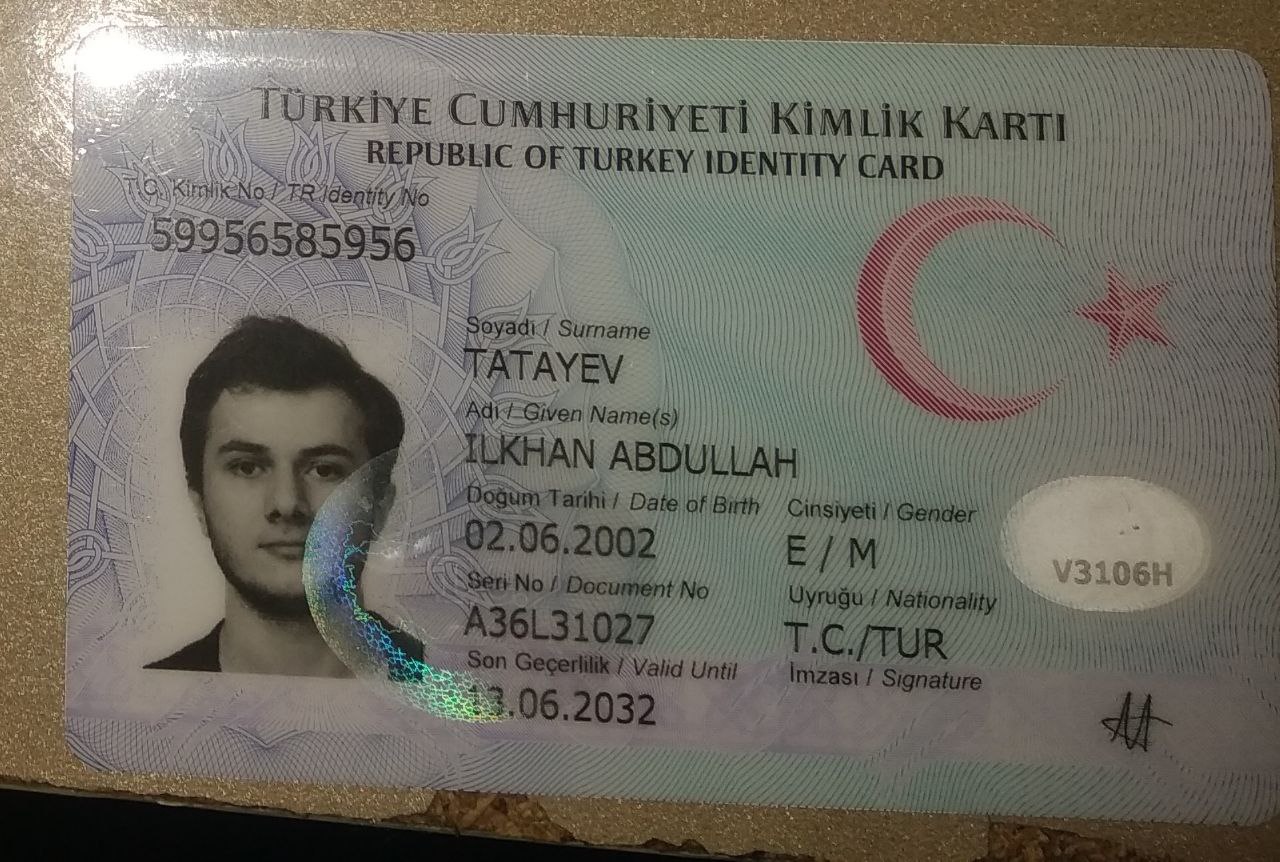 TÜRKİYE CUMHURİYETİ KİMLİK KARTI
REPUBLIC OF TURKEY IDENTITY CARD
T.C. Kimlik No / TR Identity No
59956585956
Soyadı / Surname
TATAYEV
Adı / Given Name(s)
ILKHAN ABDULLAH
Doğum Tarihi / Date of Birth
02.06.2002
Cinsiyeti / Gender
E / M
Seri No / Document No
A36L31027
Uyruğu / Nationality
T.C./TUR
Son Geçerlilik / Valid Until
13.06.2032
İmzası / Signature
V3106H